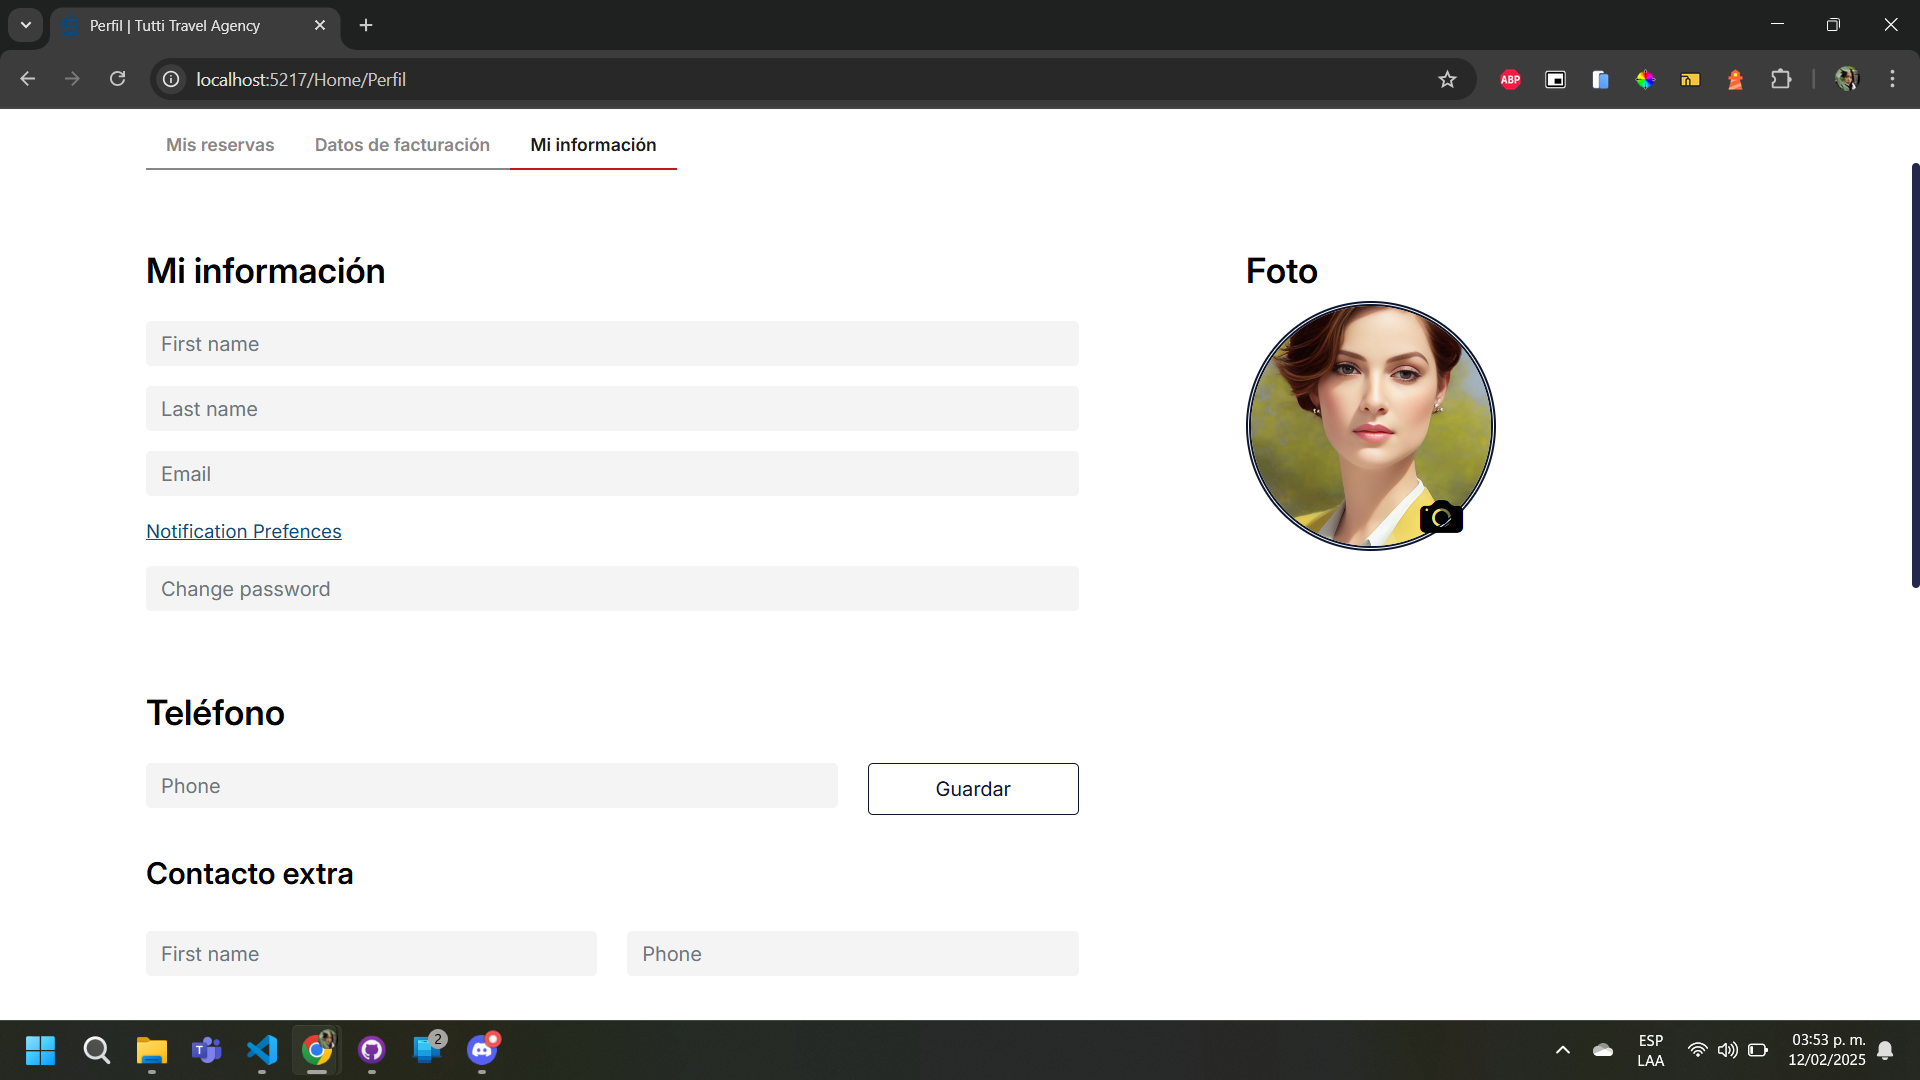 Perfil | Tutti Travel Agency
localhost:5217/Home/Perfil
ABP
Mis reservas
Datos de facturación
Mi información
Mi información
Foto
First name
Last name
Email
Notification Prefences
Change password
Teléfono
Phone
Guardar
Contacto extra
First name
Phone
2
ESP
LAA
03:53 p. m.
12/02/2025